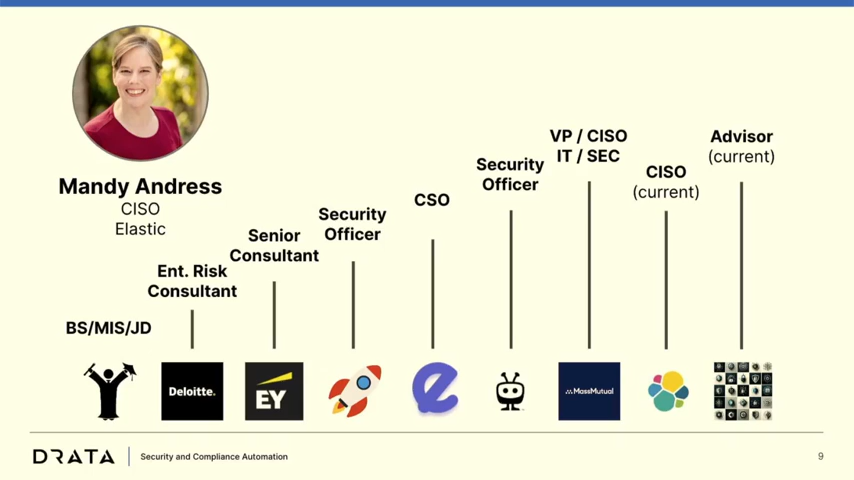 Mandy Andress
CISO
Elastic
BS/MIS/JD
Ent. Risk
Consultant
Senior
Consultant
Security
Officer
CSO
Security
Officer
VP / CISO
IT / SEC
CISO
(current)
Advisor
(current)
Deloitte.
EY
e
MassMutual
DRATA
Security and Compliance Automation
9